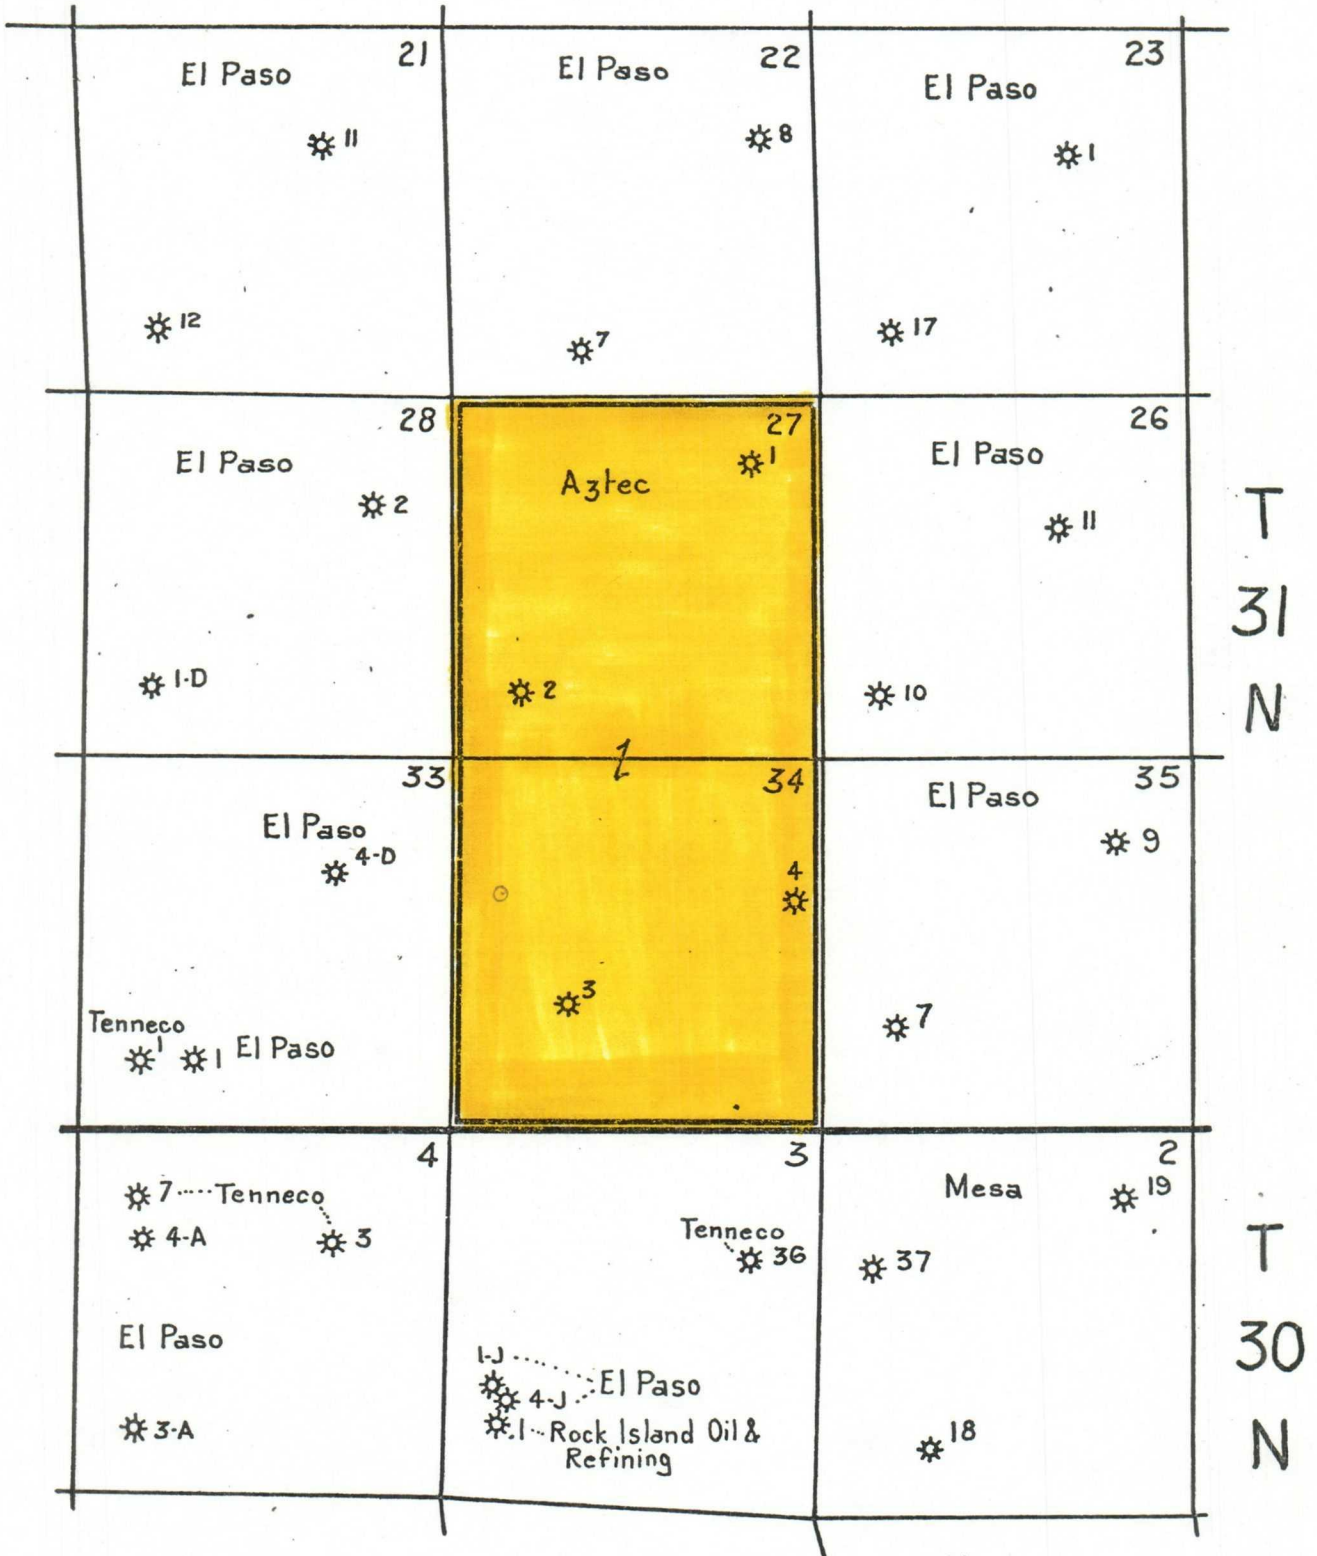 21
El Paso
11
12
22
El Paso
8
7
23
El Paso
1
17
28
El Paso
2
1-D
27
Aztec
1
2
26
El Paso
11
10
T
31
N
33
El Paso
4-D
Tenneco
1
1 El Paso
34
4
3
35
El Paso
9
7
4
7 Tenneco
4-A
3
El Paso
3-A
3
Tenneco
36
1-J
El Paso
4-J
1 Rock Island Oil &
Refining
2
Mesa
19
37
18
T
30
N